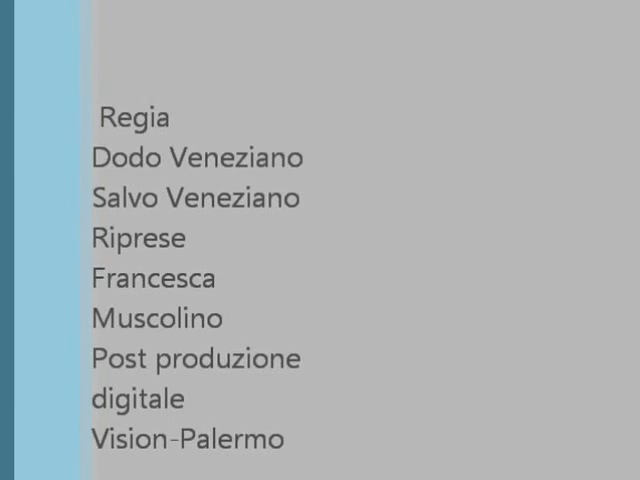 Regia
Dodo Veneziano
Salvo Veneziano
Riprese
Francesca
Muscolino
Post produzione
digitale
Vision-Palermo